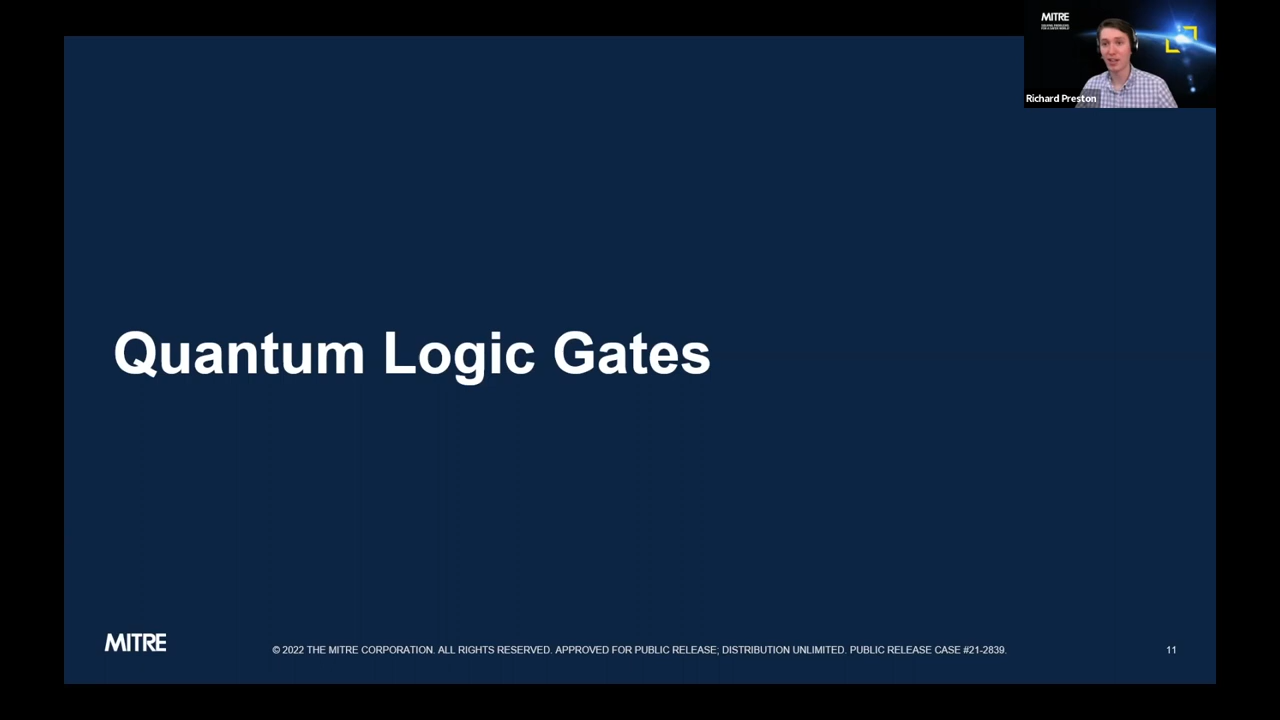 MITRE
Richard Preston
Quantum Logic Gates
MITRE
© 2022 THE MITRE CORPORATION. ALL RIGHTS RESERVED. APPROVED FOR PUBLIC RELEASE; DISTRIBUTION UNLIMITED. PUBLIC RELEASE CASE #21-2839.
11